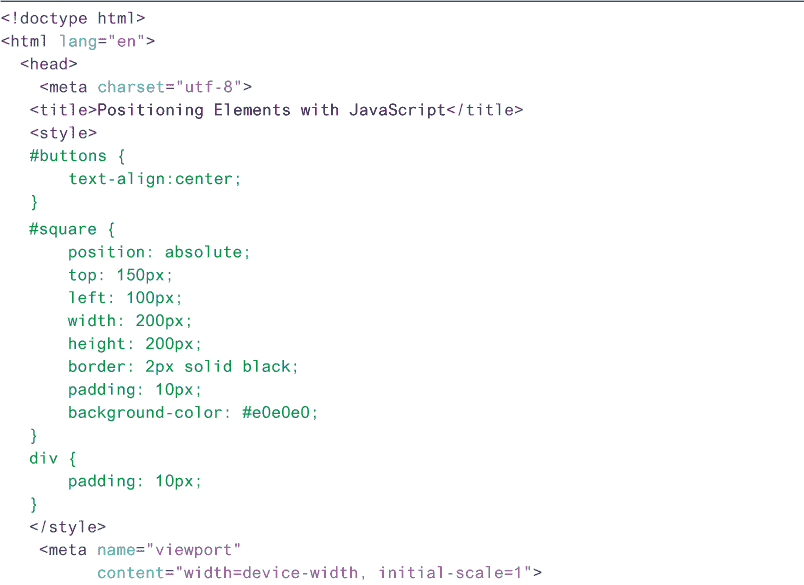 <!doctype html>
<html lang="en">
<head>
<meta charset="utf-8">
<title>Positioning Elements with JavaScript</title>
<style>
#buttons {
text-align:center;
}
#square {
position: absolute;
top: 150px;
left: 100px;
width: 200px;
height: 200px;
border: 2px solid black;
padding: 10px;
background-color: #e0e0e0;
}
div {
padding: 10px;
}
</style>
<meta name="viewport"
content="width=device-width, initial-scale=1">